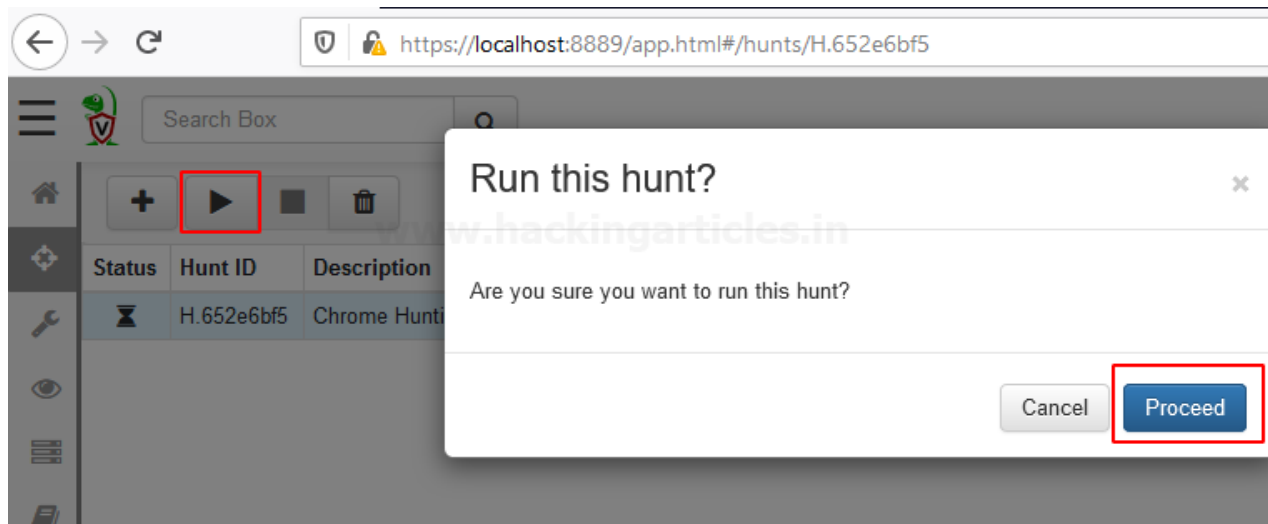 https://localhost:8889/app.html#/hunts/H.652e6bf5
V
Search Box
Run this hunt?
×
www.hackingarticles.in
Status Hunt ID Description
H.652e6bf5 Chrome Hunti
Are you sure you want to run this hunt?
Cancel Proceed